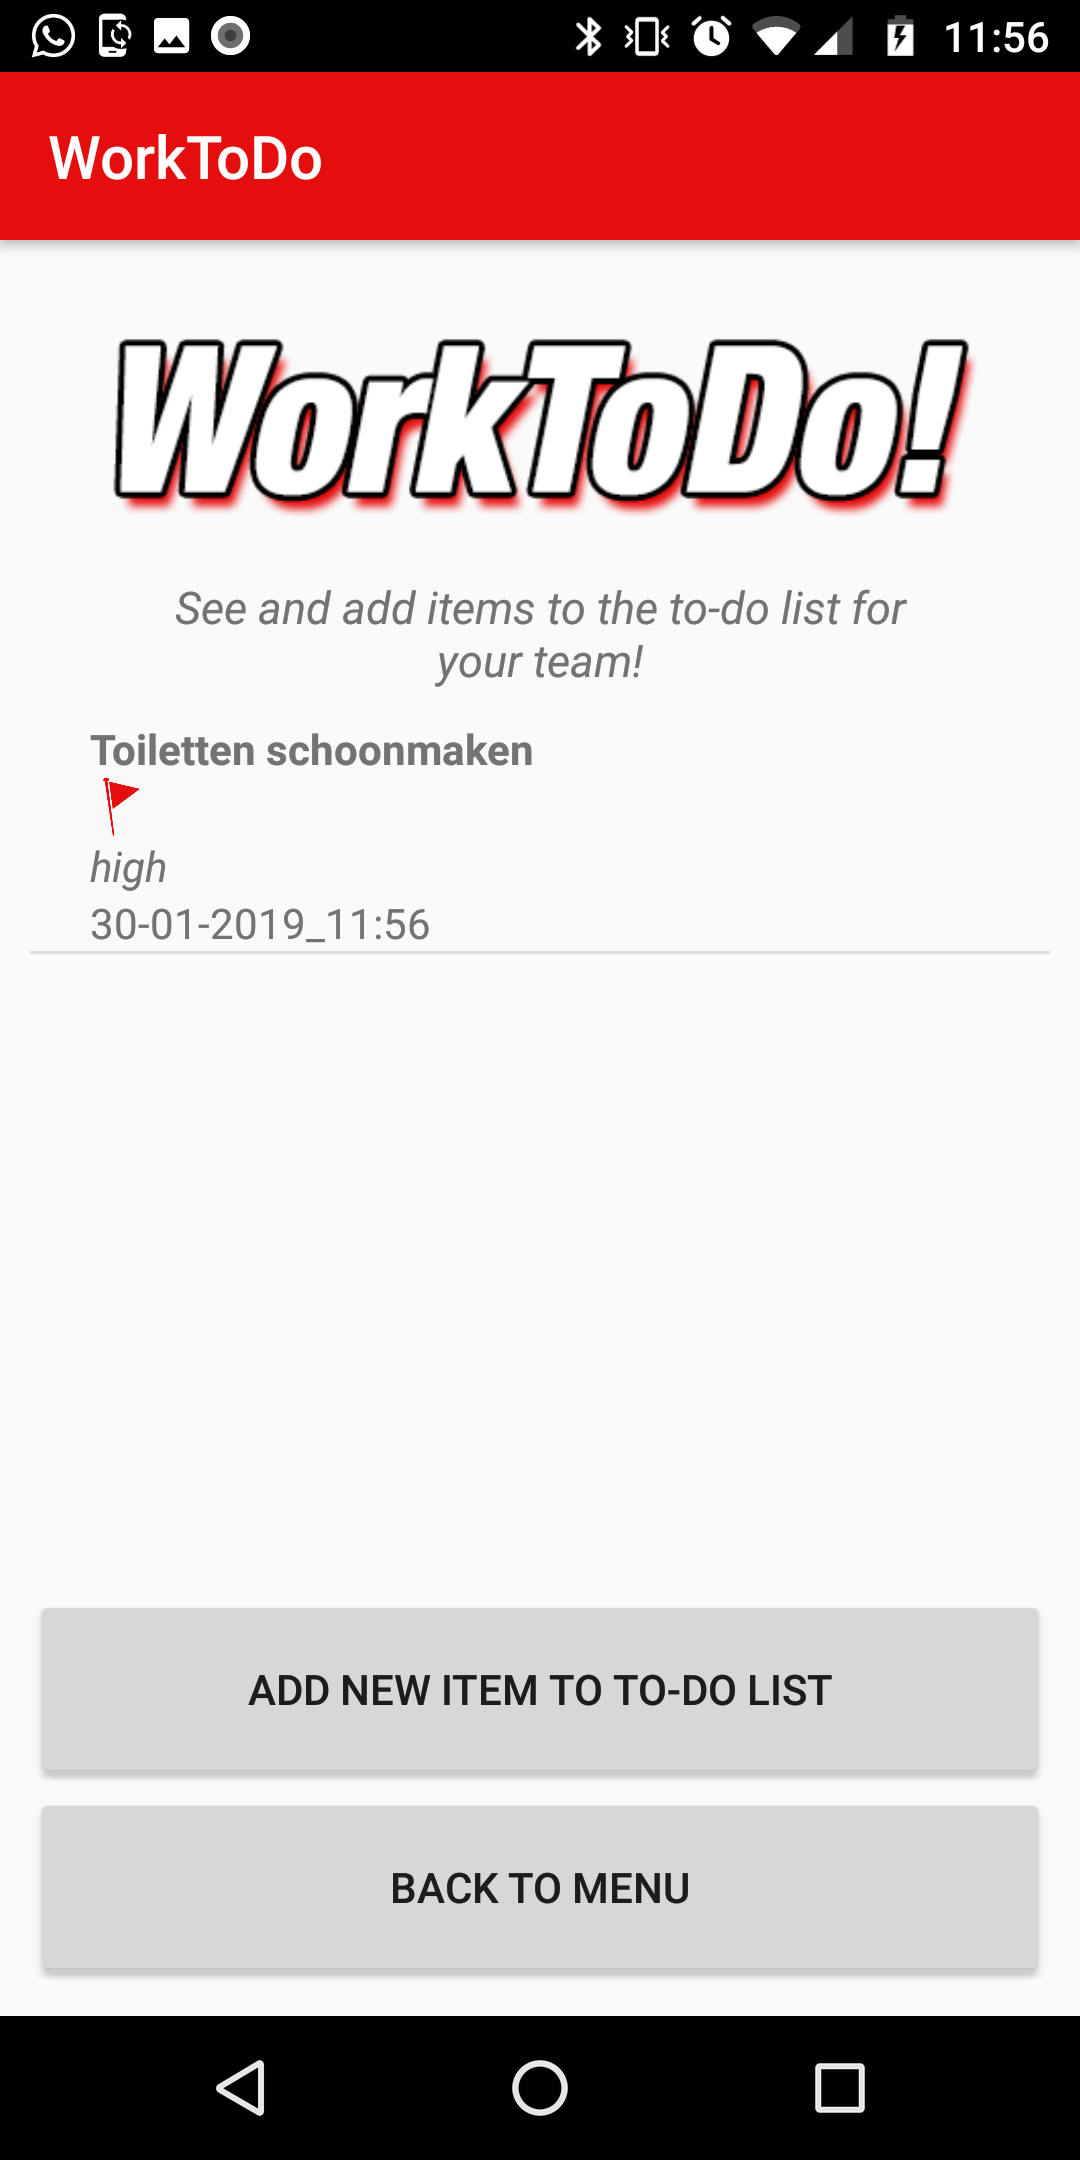 11:56
WorkToDo
WorkToDo!
See and add items to the to-do list for
your team!
Toiletten schoonmaken
high
30-01-2019_11:56
ADD NEW ITEM TO TO-DO LIST
BACK TO MENU